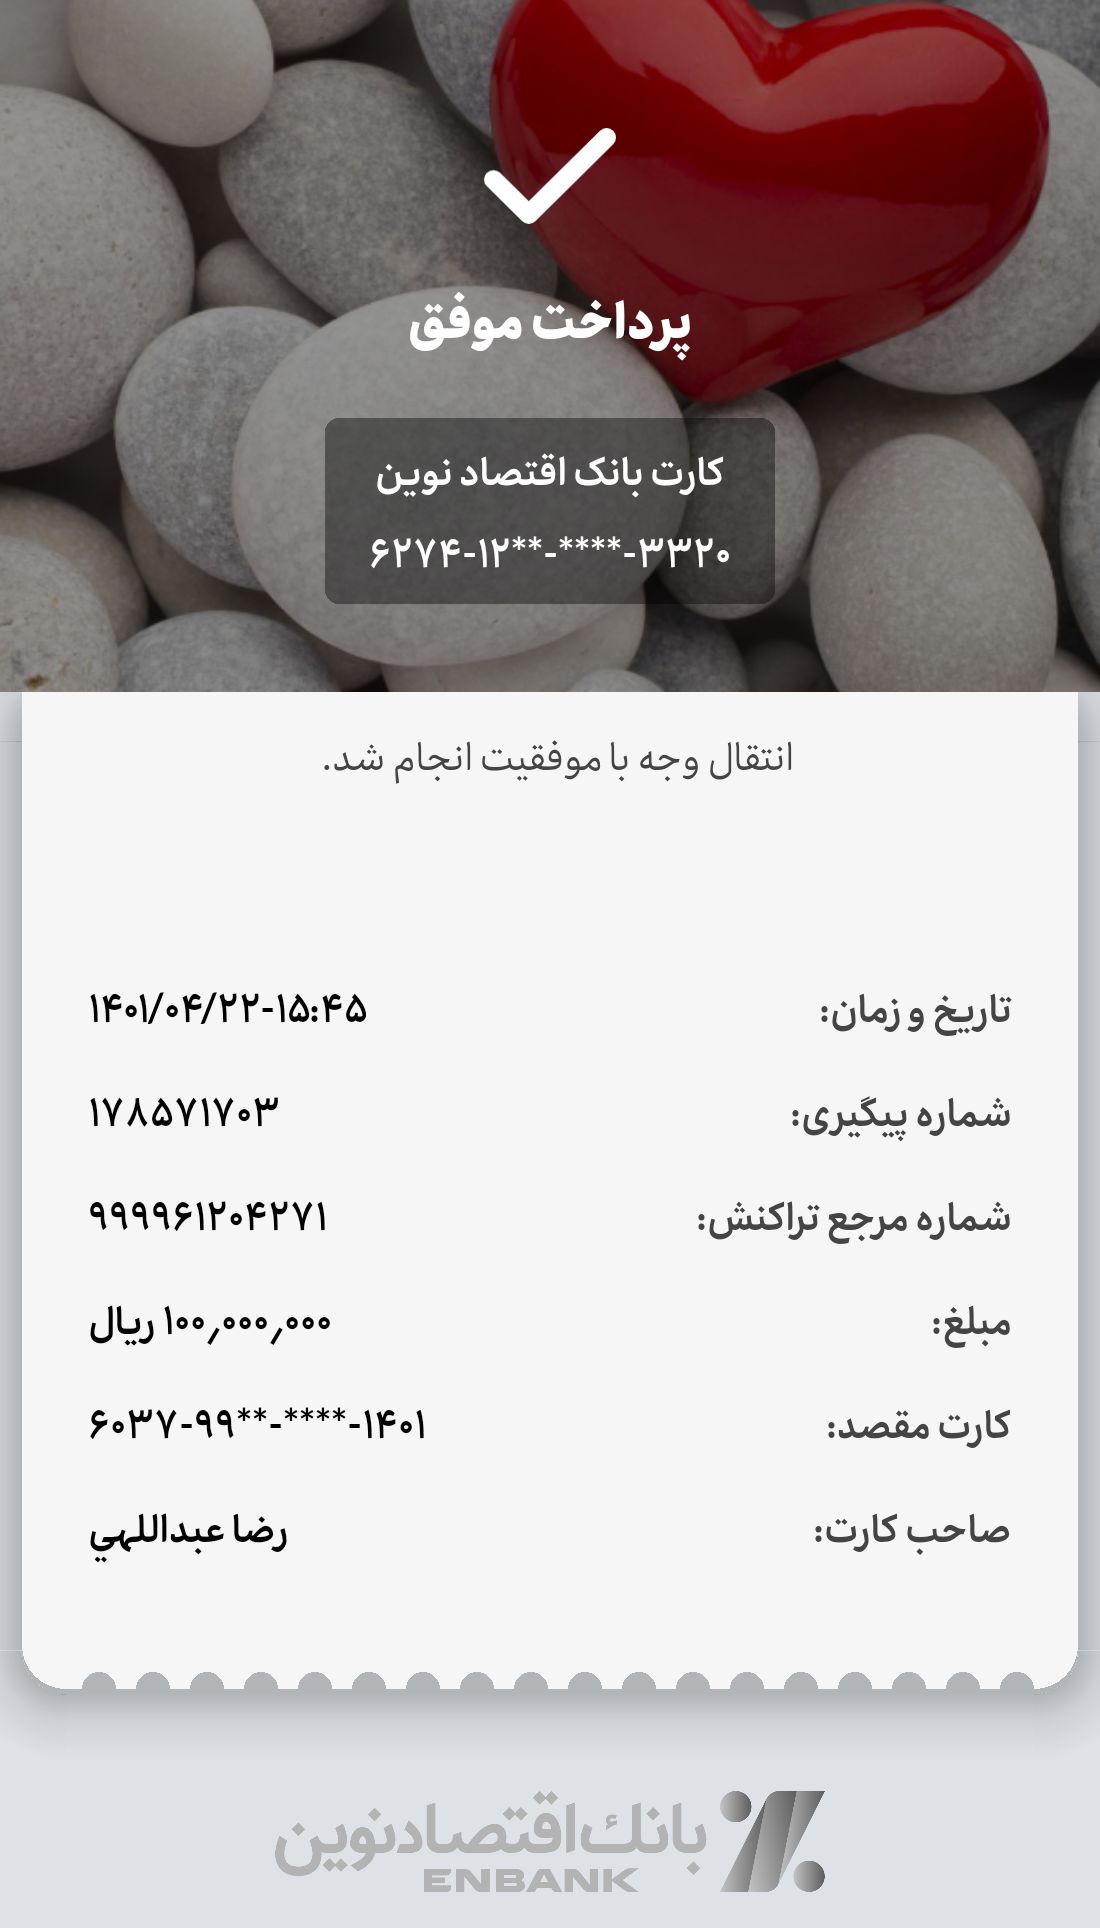 پرداخت موفق
کارت بانک اقتصاد نوین
۶۲۷۴-۱۲**-****-۳۳۲۰
انتقال وجه با موفقیت انجام شد.
تاریخ و زمان: ۱۴۰۱/۰۴/۲۲-۱۵:۴۵
شماره پیگیری: ۱۷۸۵۷۱۷۰۳
شماره مرجع تراکنش: ۹۹۹۹۶۱۲۰۴۲۷۱
مبلغ: ۱۰۰٫۰۰۰٫۰۰۰ ریال
کارت مقصد: ۶۰۳۷-۹۹**-****-۱۴۰۱
صاحب کارت: رضا عبداللهي
بانك اقتصاد نوین
ENBANK